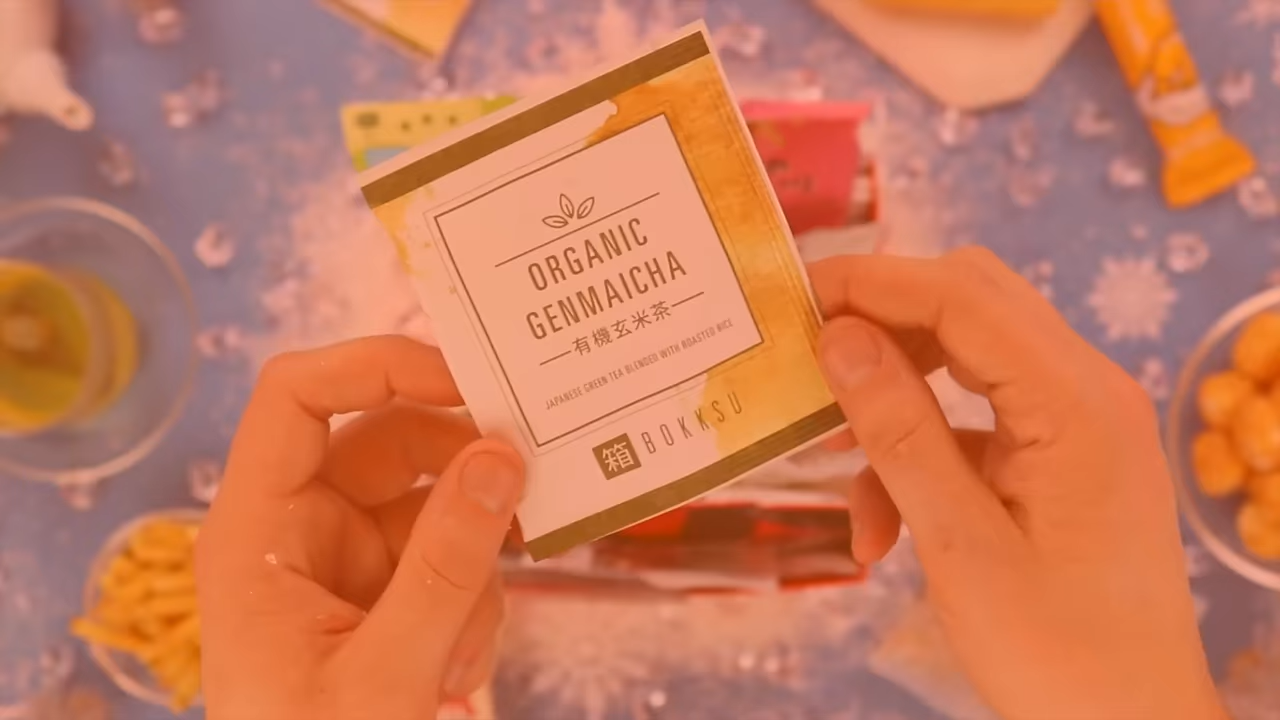 ORGANIC
GENMAICHA
有機玄米茶
JAPANESE GREEN TEA BLENDED WITH ROASTED RICE
箱 BOKKSU